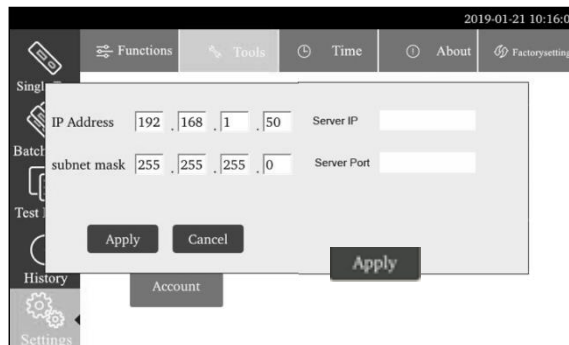 2019-01-21 10:16:0
Functions
Tools
Time
About
Factorysetting
Singl
IP Address 192 . 168 . 1 . 50
Server IP
Batch
subnet mask 255 . 255 . 255 . 0
Server Port
Test
Apply
Cancel
Apply
History
Account
Settings